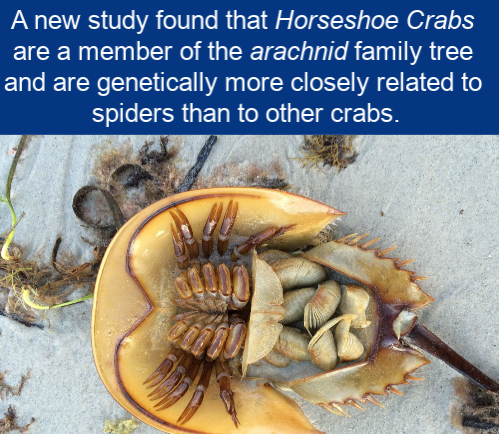 A new study found that Horseshoe Crabs
are a member of the arachnid family tree
and are genetically more closely related to
spiders than to other crabs.